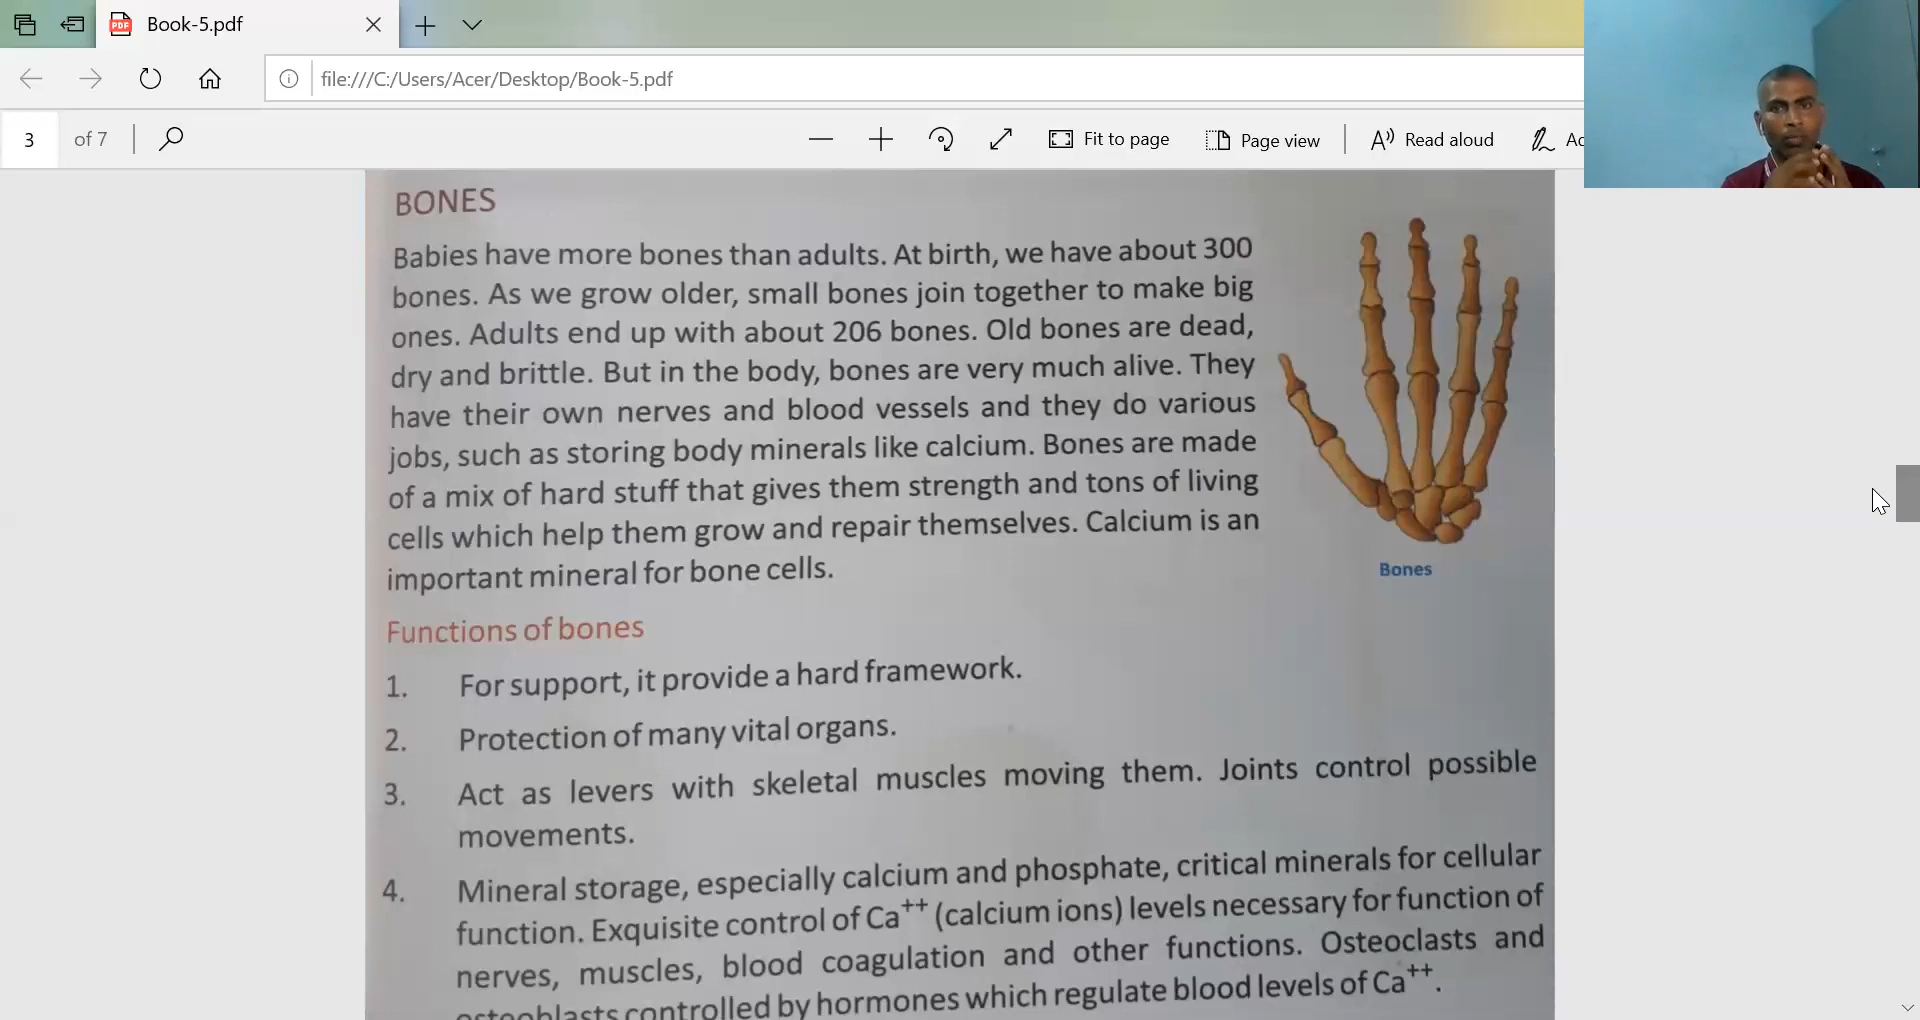 Book-5.pdf
file:///C:/Users/Acer/Desktop/Book-5.pdf
3 of 7
Fit to page
Page view
Read aloud
BONES
Babies have more bones than adults. At birth, we have about 300
bones. As we grow older, small bones join together to make big
ones. Adults end up with about 206 bones. Old bones are dead,
dry and brittle. But in the body, bones are very much alive. They
have their own nerves and blood vessels and they do various
jobs, such as storing body minerals like calcium. Bones are made
of a mix of hard stuff that gives them strength and tons of living
cells which help them grow and repair themselves. Calcium is an
important mineral for bone cells.
Bones
Functions of bones
1. For support, it provide a hard framework.
2. Protection of many vital organs.
3. Act as levers with skeletal muscles moving them. Joints control possible
movements.
4. Mineral storage, especially calcium and phosphate, critical minerals for cellular
function. Exquisite control of Ca⁺⁺ (calcium ions) levels necessary for function of
nerves, muscles, blood coagulation and other functions. Osteoclasts and
osteoblasts controlled by hormones which regulate blood levels of Ca⁺⁺.